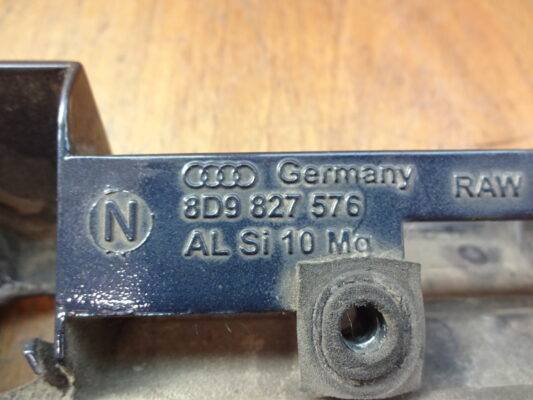 Germany RAW
N 8D9 827 576
AL Si 10 Mg